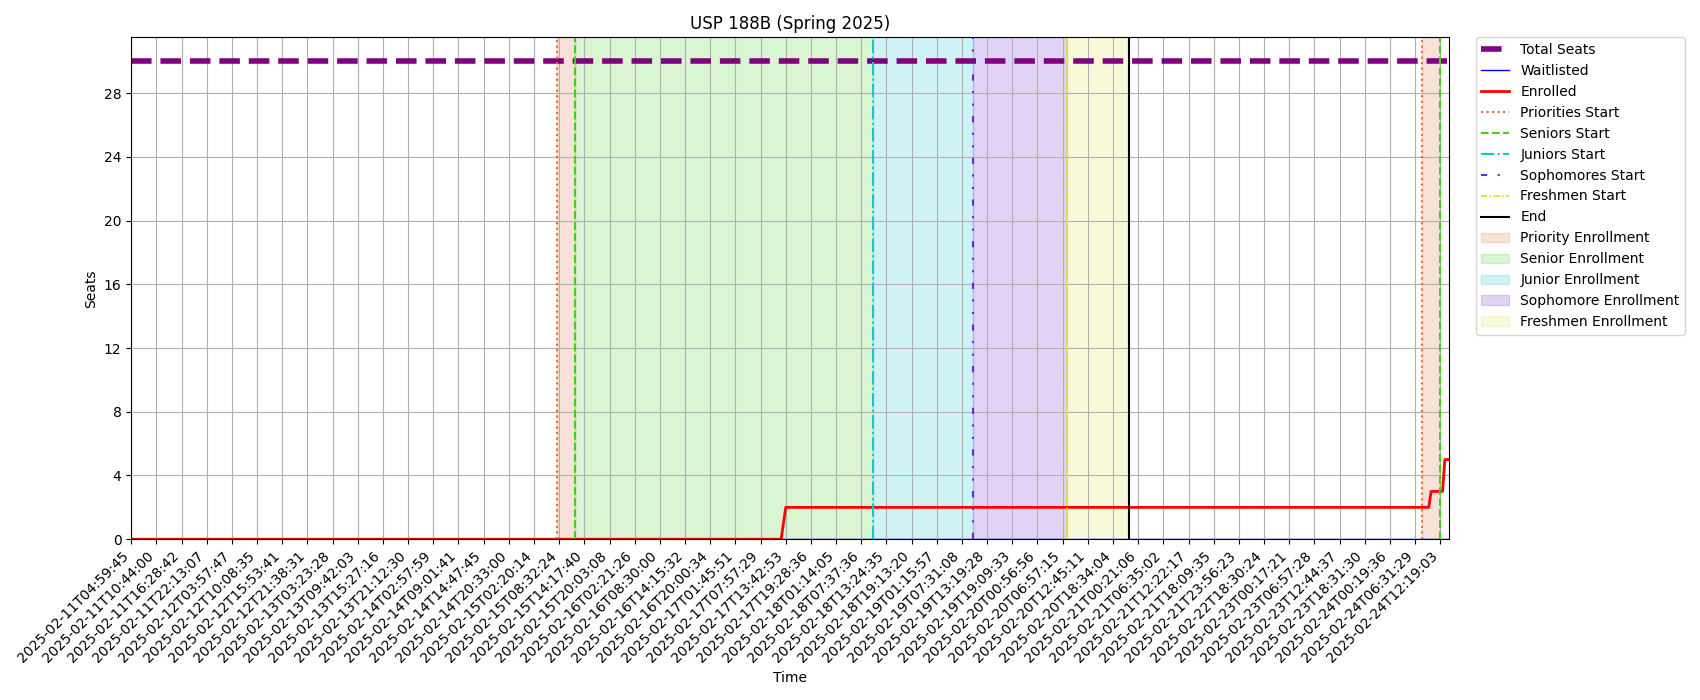 USP 188B (Spring 2025)
Total Seats
Waitlisted
Enrolled
Priorities Start
Seniors Start
Juniors Start
Sophomores Start
Freshmen Start
End
Priority Enrollment
Senior Enrollment
Junior Enrollment
Sophomore Enrollment
Freshmen Enrollment
Seats
28
24
20
16
12
8
4
0
2025-02-11T04:59:45
2025-02-11T10:44:00
2025-02-11T16:28:42
2025-02-11T22:13:07
2025-02-12T03:57:47
2025-02-12T10:08:35
2025-02-12T15:53:41
2025-02-12T21:38:31
2025-02-13T03:23:28
2025-02-13T09:42:03
2025-02-13T15:27:16
2025-02-13T21:12:30
2025-02-14T02:57:59
2025-02-14T09:01:41
2025-02-14T14:47:45
2025-02-14T20:33:00
2025-02-15T02:20:14
2025-02-15T08:32:24
2025-02-15T14:17:40
2025-02-15T20:03:08
2025-02-16T02:21:26
2025-02-16T08:30:00
2025-02-16T14:15:32
2025-02-16T20:00:34
2025-02-17T01:45:51
2025-02-17T07:57:29
2025-02-17T13:42:53
2025-02-17T19:28:36
2025-02-18T01:14:05
2025-02-18T07:37:36
2025-02-18T13:24:35
2025-02-18T19:13:20
2025-02-19T01:15:57
2025-02-19T07:31:08
2025-02-19T13:19:28
2025-02-19T19:09:33
2025-02-20T00:56:56
2025-02-20T06:57:15
2025-02-20T12:45:11
2025-02-20T18:34:04
2025-02-21T00:21:06
2025-02-21T06:35:02
2025-02-21T12:22:17
2025-02-21T18:09:35
2025-02-21T23:56:23
2025-02-22T18:30:24
2025-02-23T00:17:21
2025-02-23T06:57:28
2025-02-23T12:44:37
2025-02-23T18:31:30
2025-02-24T00:19:36
2025-02-24T06:31:29
2025-02-24T12:19:03
Time